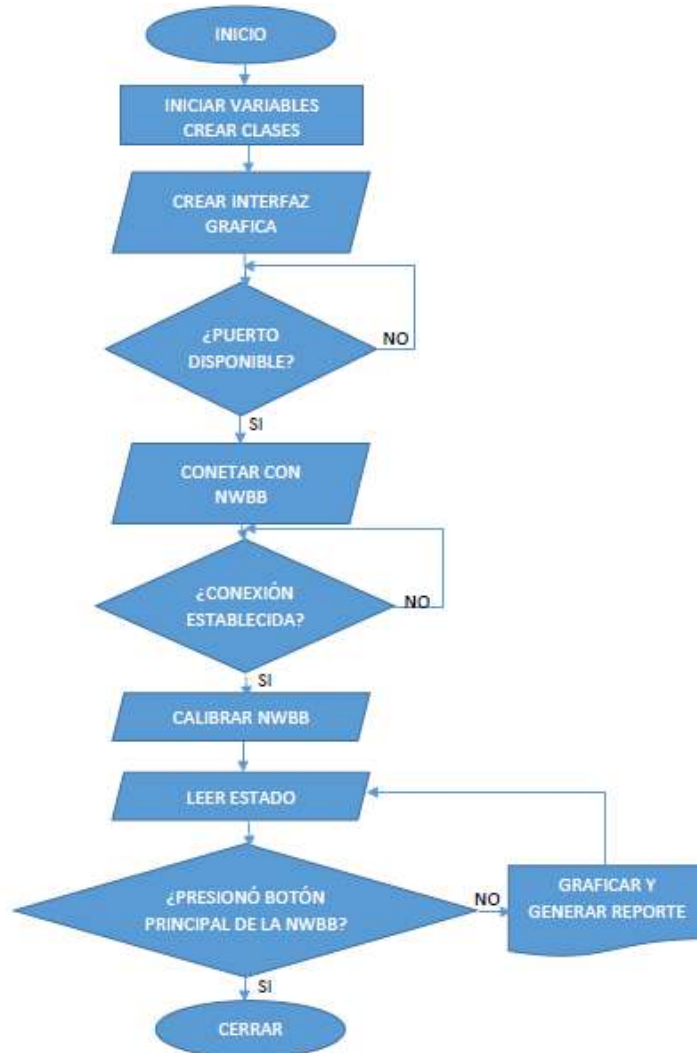 INICIO
INICIAR VARIABLES
CREAR CLASES
CREAR INTERFAZ
GRAFICA
¿PUERTO
DISPONIBLE?
NO
SI
CONETAR CON
NWBB
¿CONEXIÓN
ESTABLECIDA?
NO
SI
CALIBRAR NWBB
LEER ESTADO
¿PRESIONÓ BOTÓN
PRINCIPAL DE LA NWBB?
NO
GRAFICAR Y
GENERAR REPORTE
SI
CERRAR